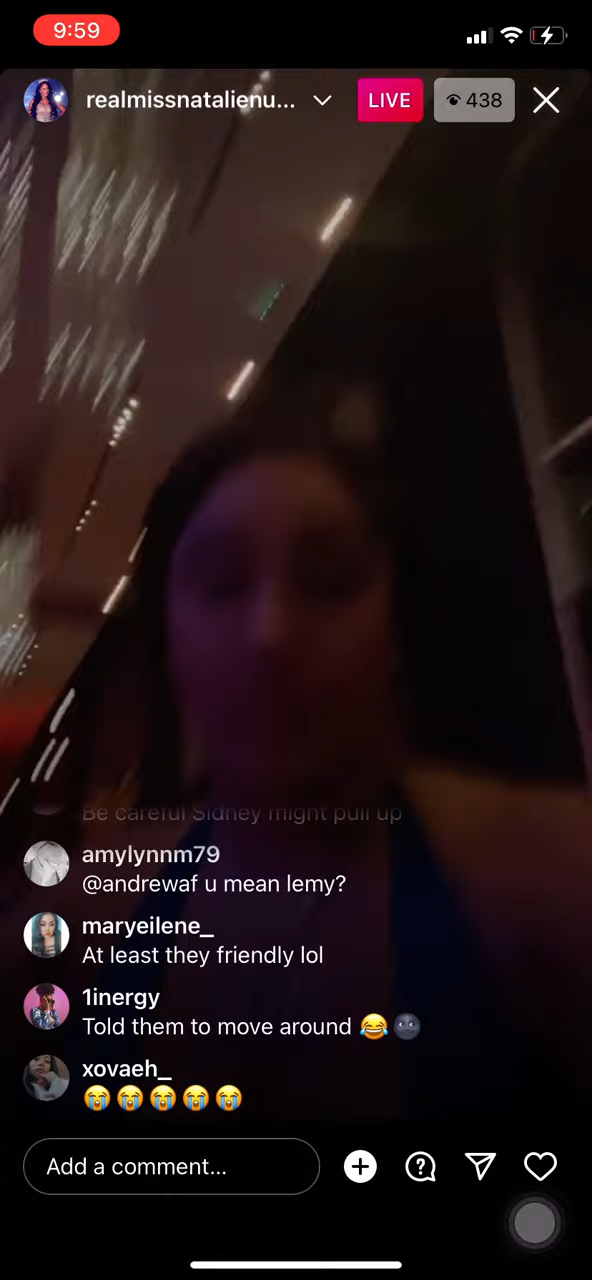 9:59
realmissnatalienu...
LIVE
438
Be careful Sidney might pull up
amylynnm79
@andrewaf u mean lemy?
maryeilene_
At least they friendly lol
1inergy
Told them to move around 😂🌚
xovaeh_
😭😭😭😭😭
Add a comment...